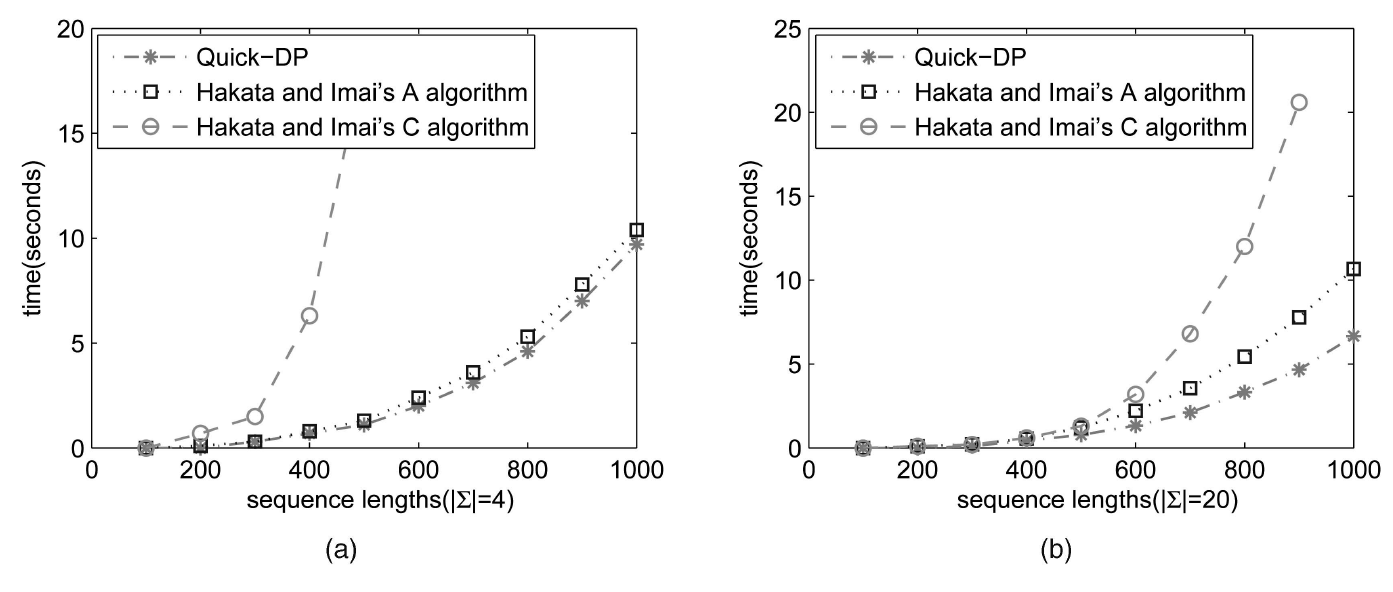 20
15
10
5
0
time(seconds)
Quick−DP
Hakata and Imai's A algorithm
Hakata and Imai's C algorithm
0 200 400 600 800 1000
sequence lengths(|Σ|=4)
(a)
25
20
15
10
5
0
time(seconds)
Quick−DP
Hakata and Imai's A algorithm
Hakata and Imai's C algorithm
0 200 400 600 800 1000
sequence lengths(|Σ|=20)
(b)